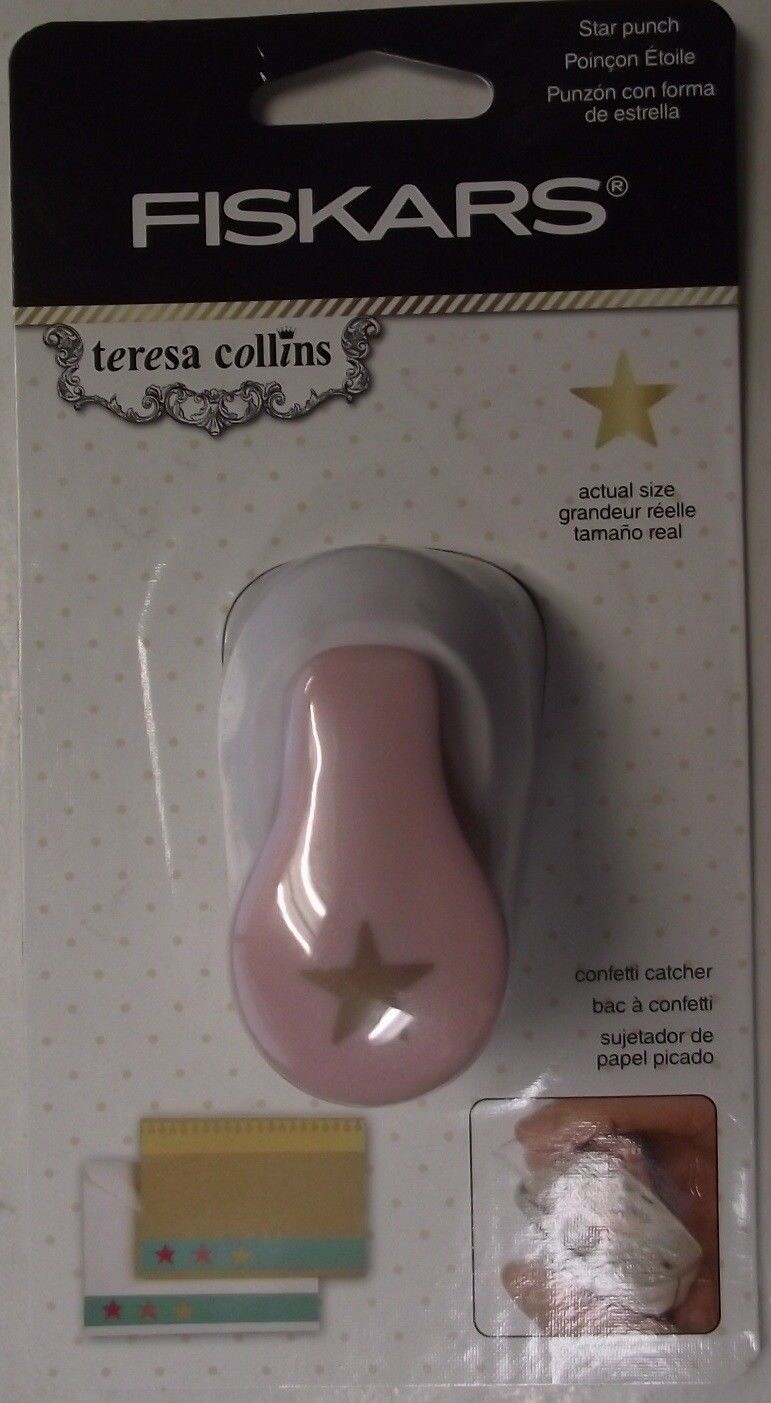 Star punch
Poinçon Étoile
Punzón con forma
de estrella
FISKARS®
teresa collins
actual size
grandeur réelle
tamaño real
confetti catcher
bac à confetti
sujetador de
papel picado